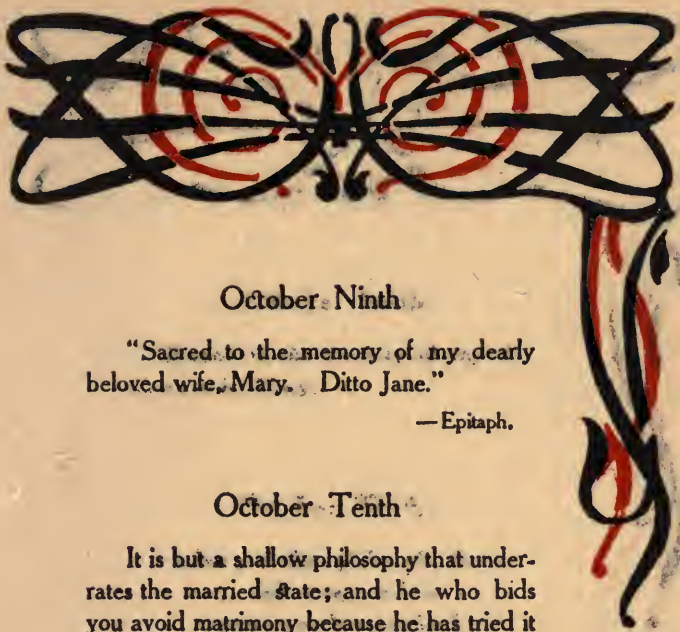 October Ninth
"Sacred to the memory of my dearly
beloved wife, Mary. Ditto Jane."
— Epitaph.
October Tenth
It is but a shallow philosophy that under-
rates the married state; and he who bids
you avoid matrimony because he has tried it